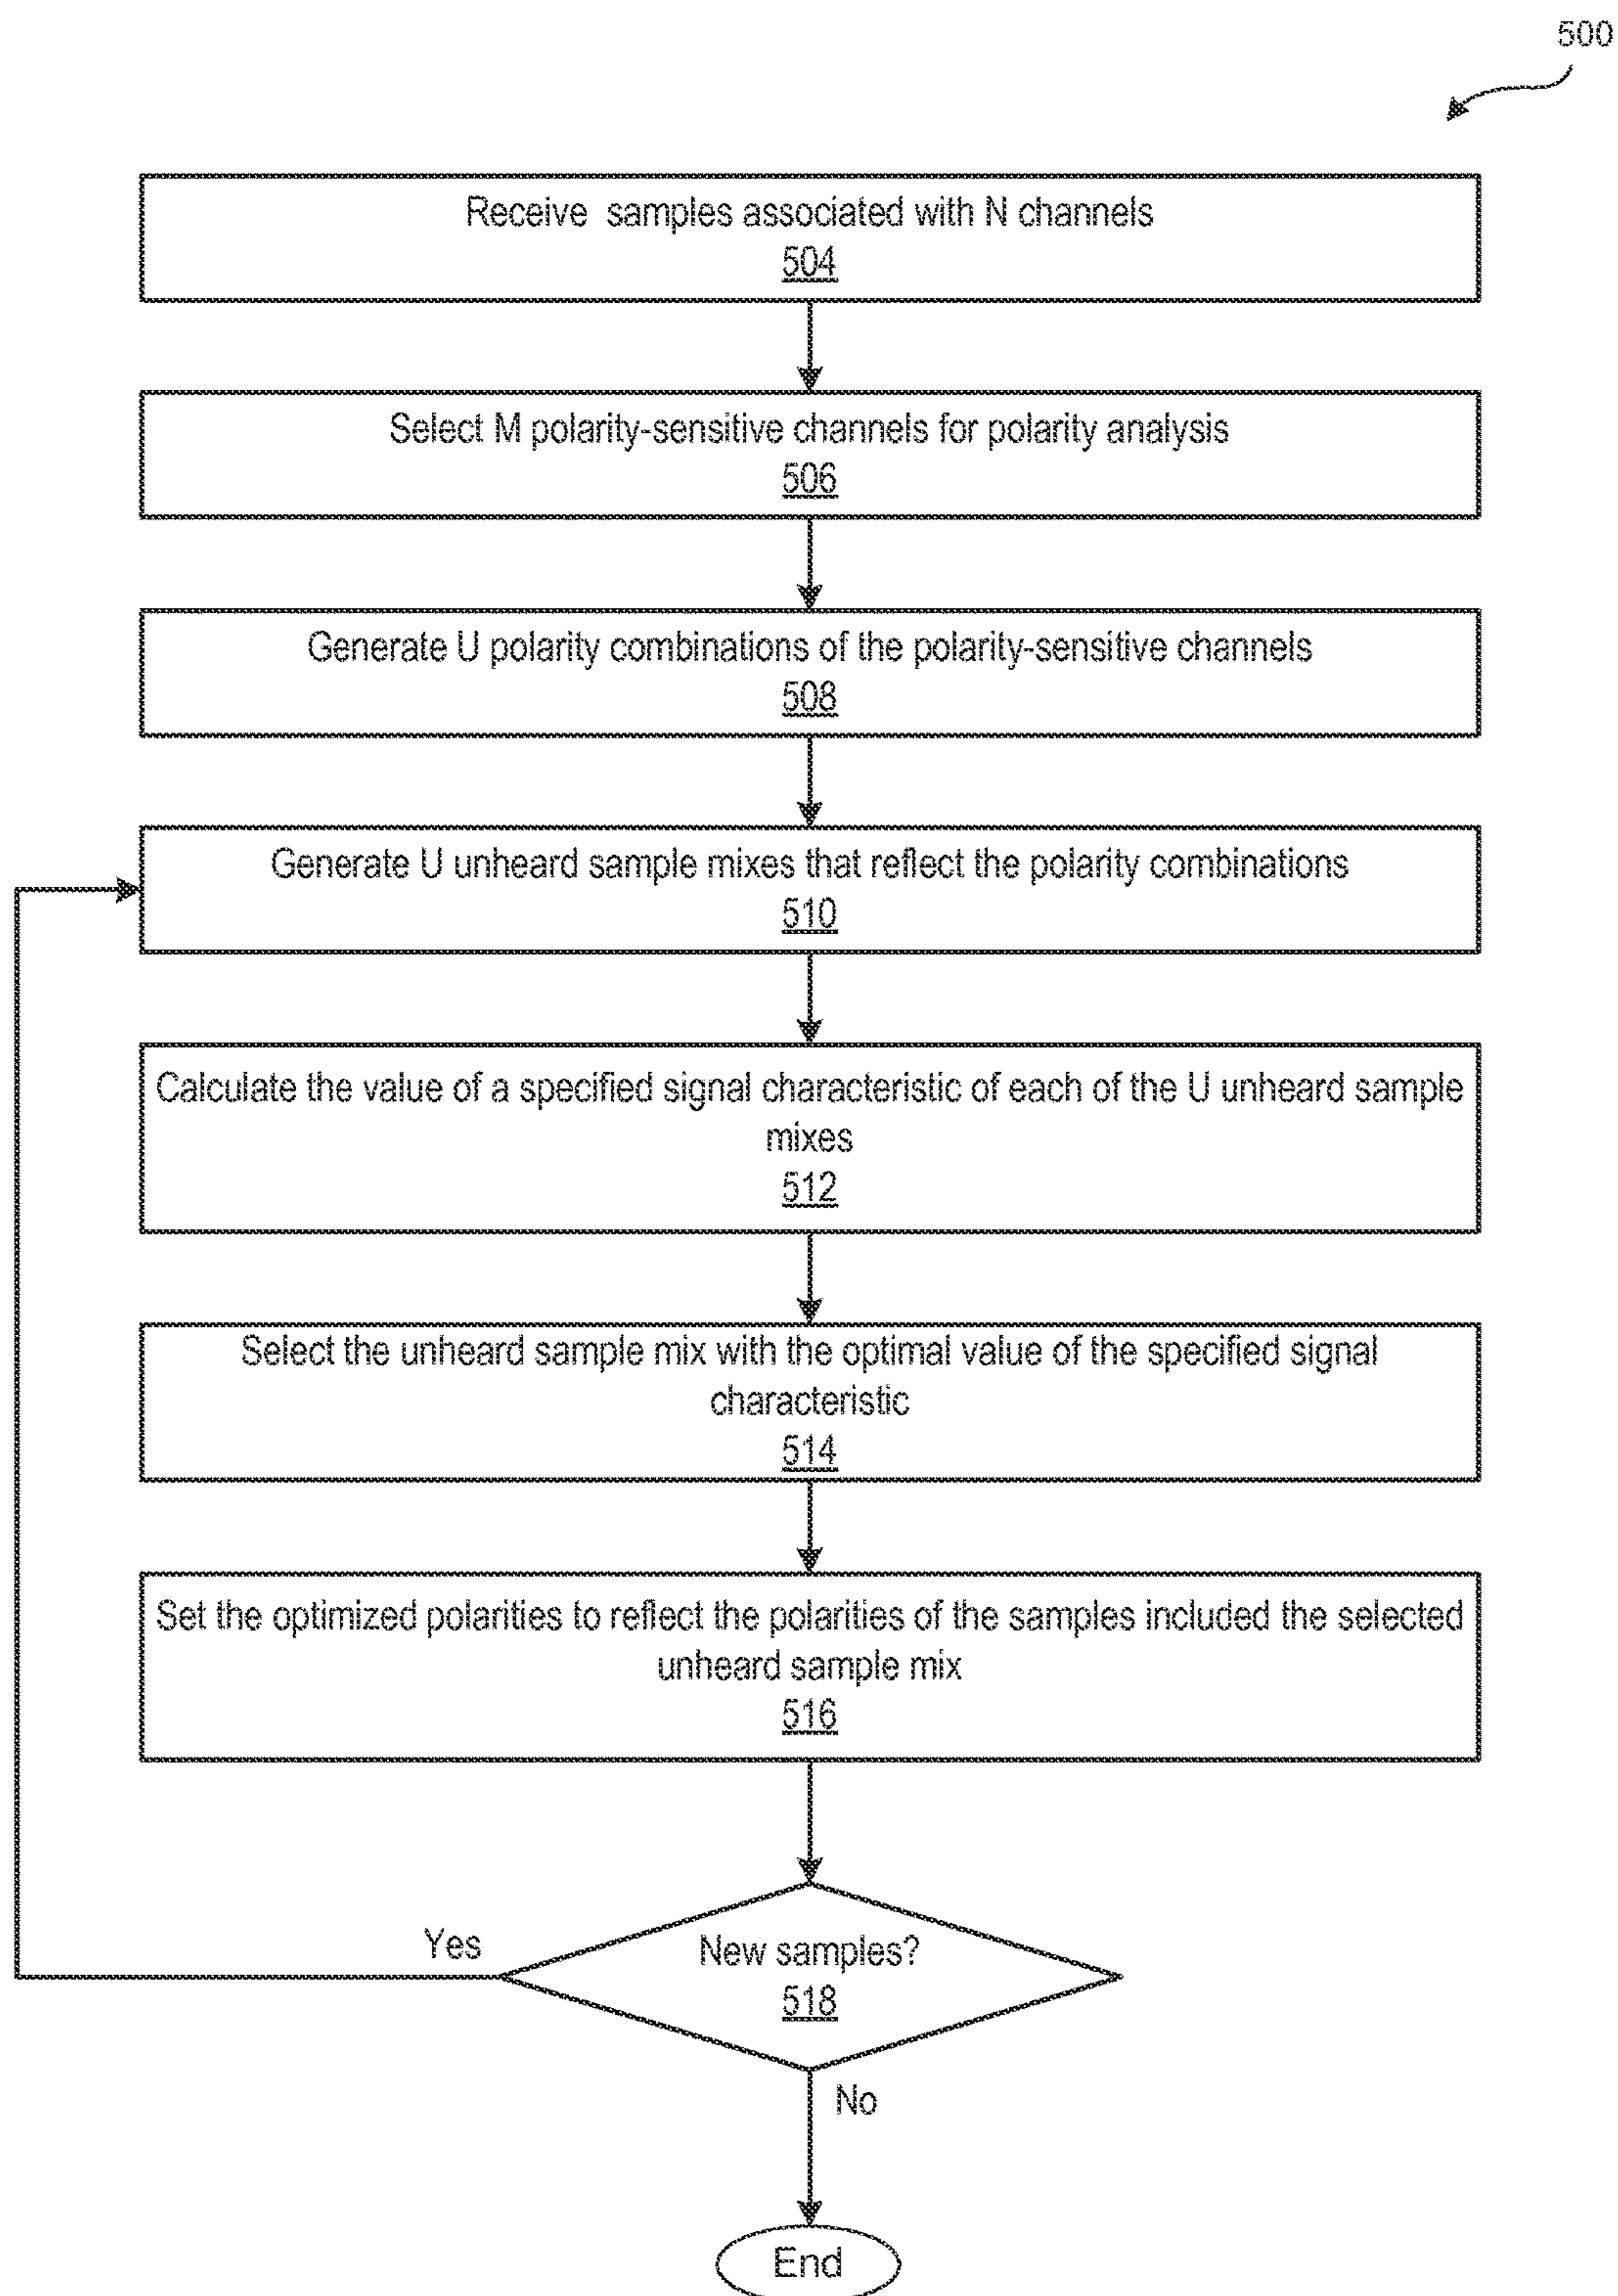 500
Receive samples associated with N channels
504
Select M polarity-sensitive channels for polarity analysis
506
Generate U polarity combinations of the polarity-sensitive channels
508
Generate U unheard sample mixes that reflect the polarity combinations
510
Calculate the value of a specified signal characteristic of each of the U unheard sample
mixes
512
Select the unheard sample mix with the optimal value of the specified signal
characteristic
514
Set the optimized polarities to reflect the polarities of the samples included the selected
unheard sample mix
516
Yes
New samples?
518
No
End